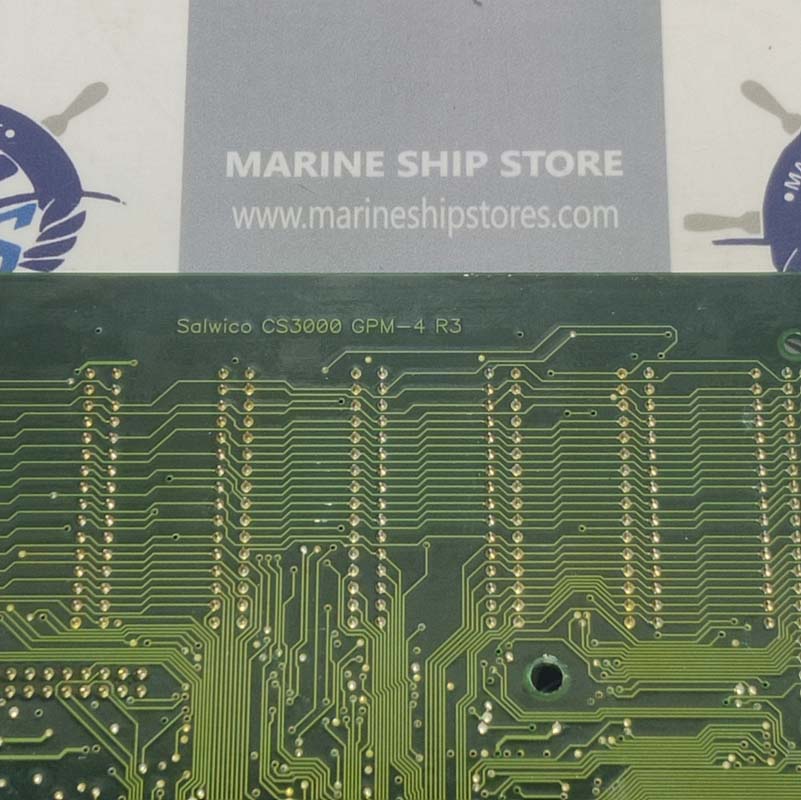 MARINE SHIP STORE
www.marineshipstores.com
Salwico CS3000 GPM-4 R3